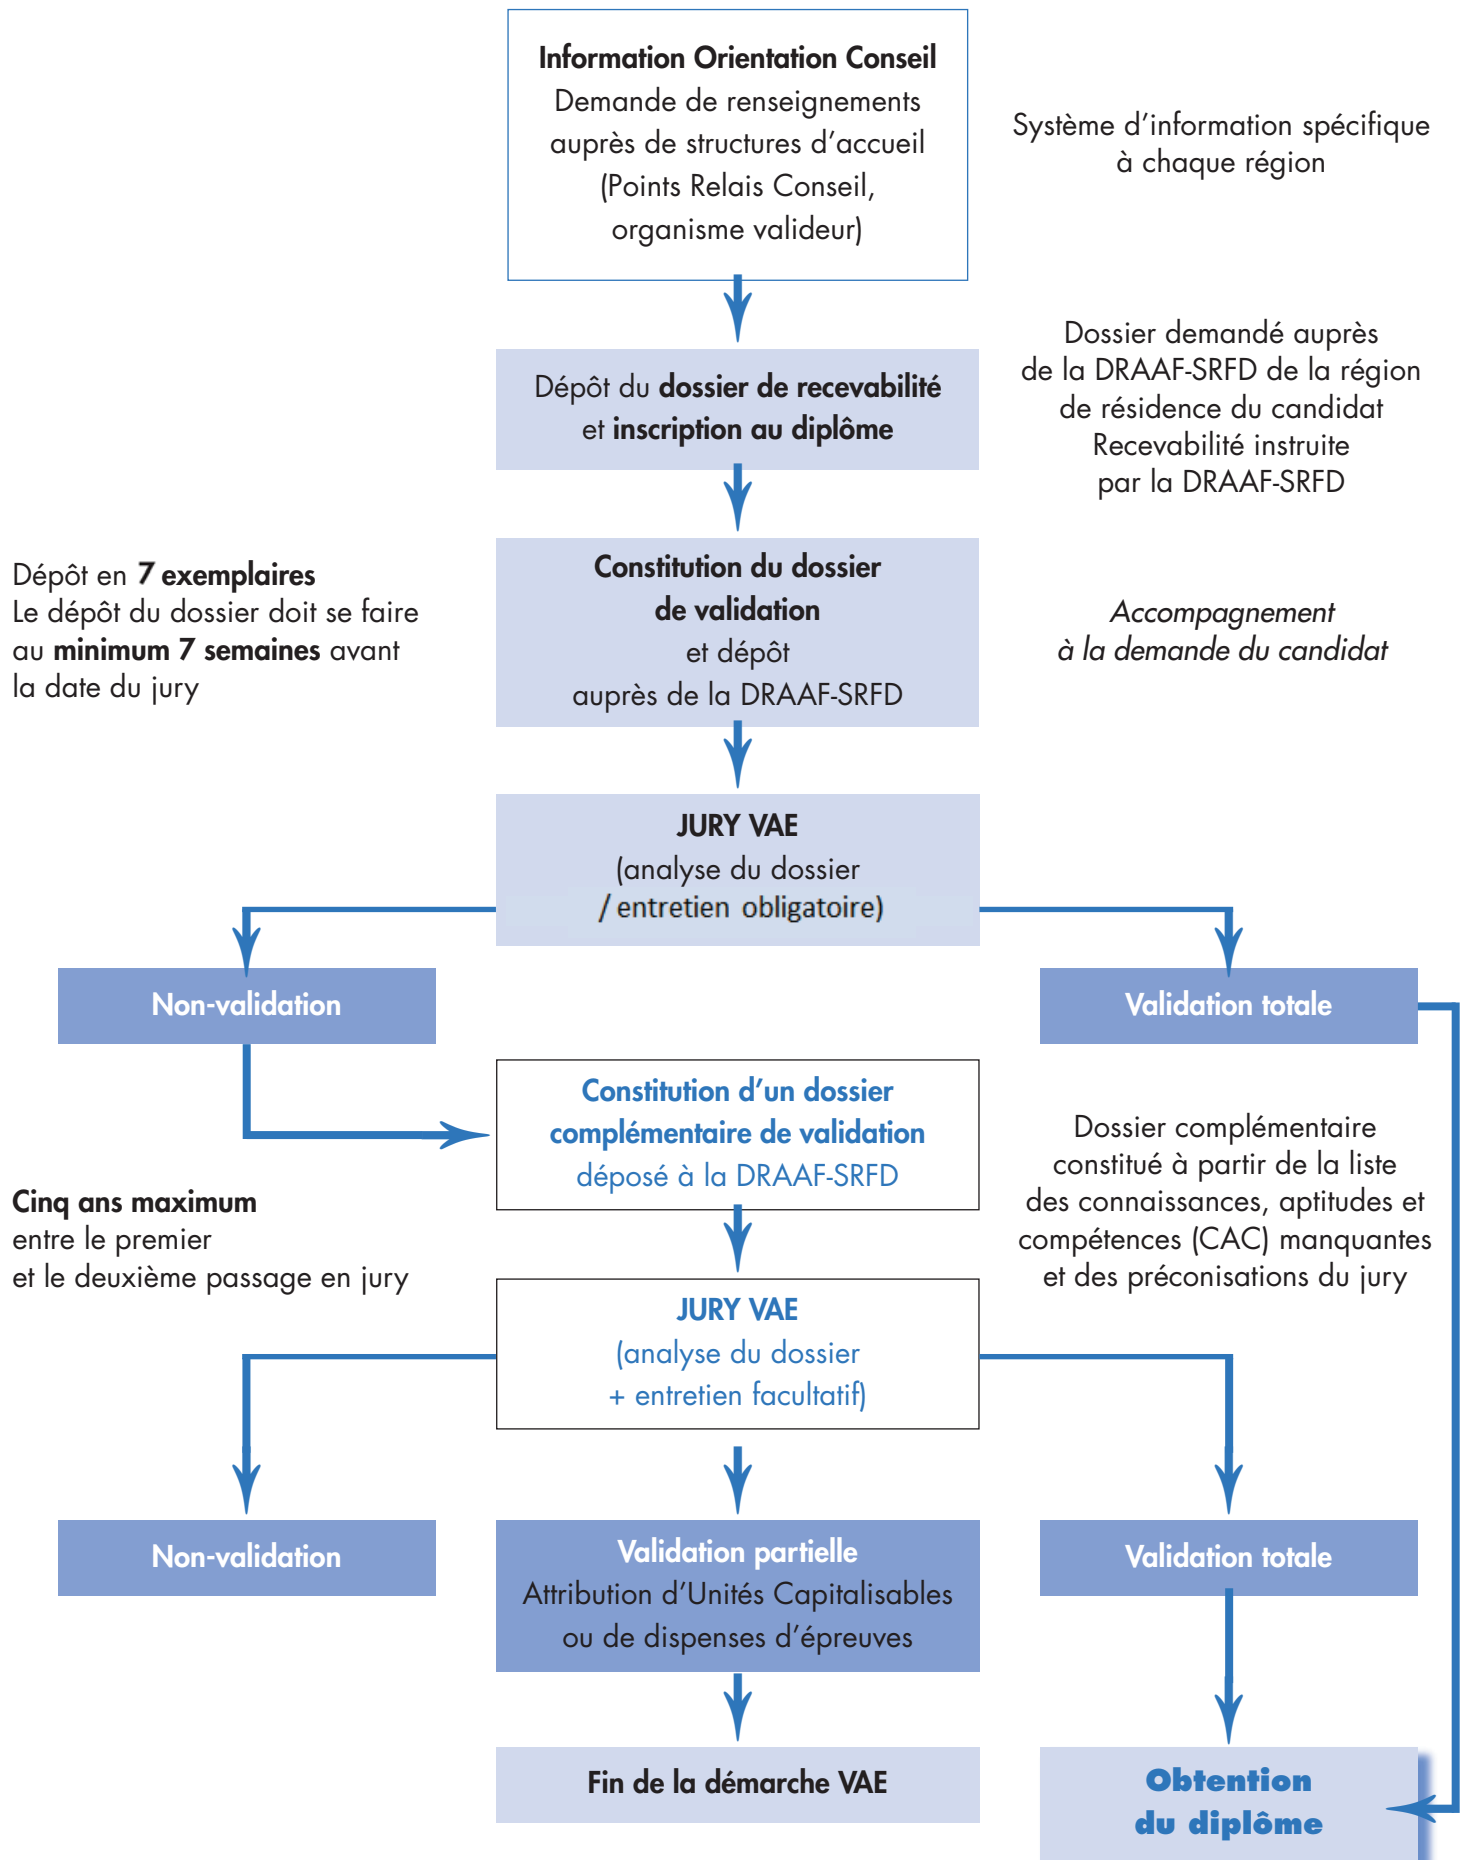 Information Orientation Conseil
Demande de renseignements
auprès de structures d'accueil
(Points Relais Conseil,
organisme valideur)
Système d'information spécifique
à chaque région
Dépôt du dossier de recevabilité
et inscription au diplôme
Dossier demandé auprès
de la DRAAF-SRFD de la région
de résidence du candidat
Recevabilité instruite
par la DRAAF-SRFD
Dépôt en 7 exemplaires
Le dépôt du dossier doit se faire
au minimum 7 semaines avant
la date du jury
Constitution du dossier
de validation
et dépôt
auprès de la DRAAF-SRFD
Accompagnement
à la demande du candidat
JURY VAE
(analyse du dossier
/ entretien obligatoire)
Non-validation
Validation totale
Constitution d'un dossier
complémentaire de validation
déposé à la DRAAF-SRFD
Cinq ans maximum
entre le premier
et le deuxième passage en jury
Dossier complémentaire
constitué à partir de la liste
des connaissances, aptitudes et
compétences (CAC) manquantes
et des préconisations du jury
JURY VAE
(analyse du dossier
+ entretien facultatif)
Non-validation
Validation partielle
Attribution d'Unités Capitalisables
ou de dispenses d'épreuves
Validation totale
Fin de la démarche VAE
Obtention
du diplôme